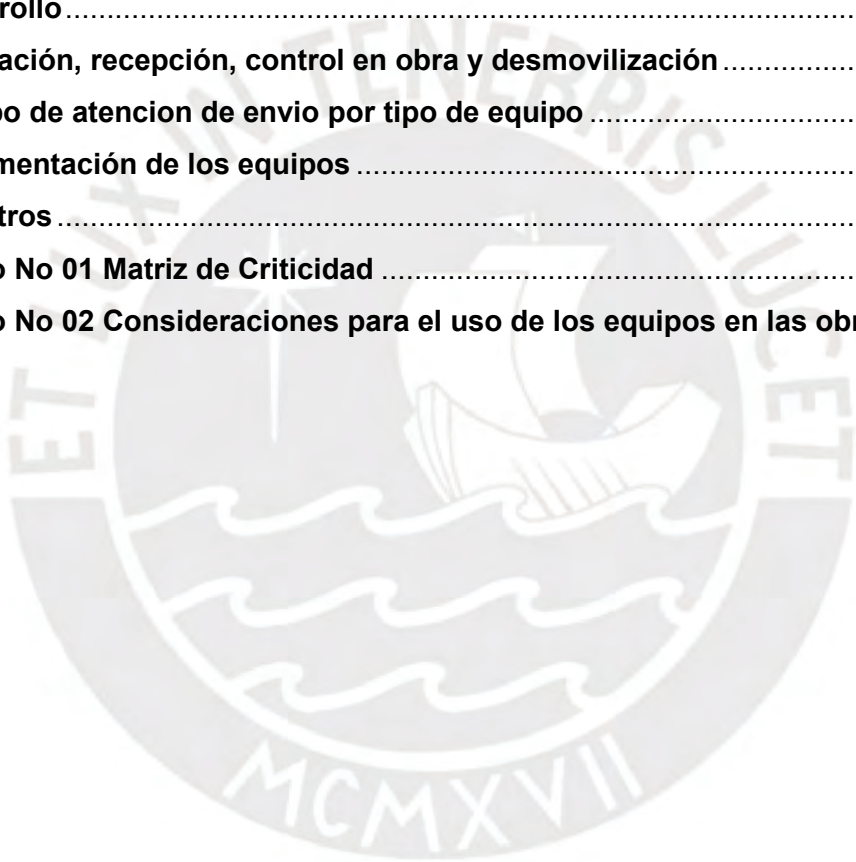 rollo
ación, recepción, control en obra y desmovilización
po de atencion de envio por tipo de equipo
mentación de los equipos
tros
o No 01 Matriz de Criticidad
o No 02 Consideraciones para el uso de los equipos en las obr
ET LUX IN TENEBRIS LUCET
MCMXVII